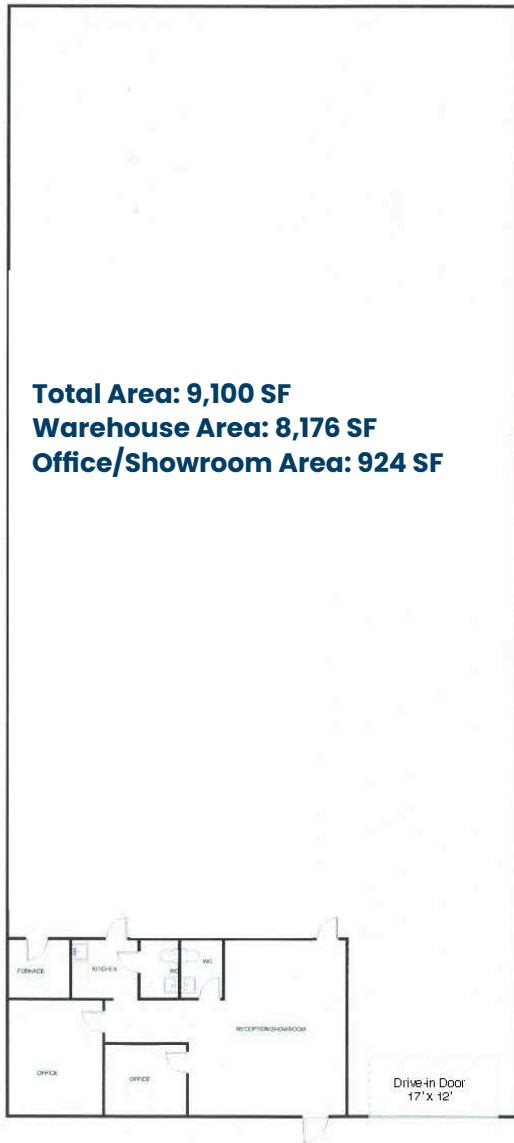 Total Area: 9,100 SF
Warehouse Area: 8,176 SF
Office/Showroom Area: 924 SF
FURNACE
KITCHEN
WC
WC
RECEPTION/SHOWROOM
OFFICE
OFFICE
Drive-in Door
17' x 12'